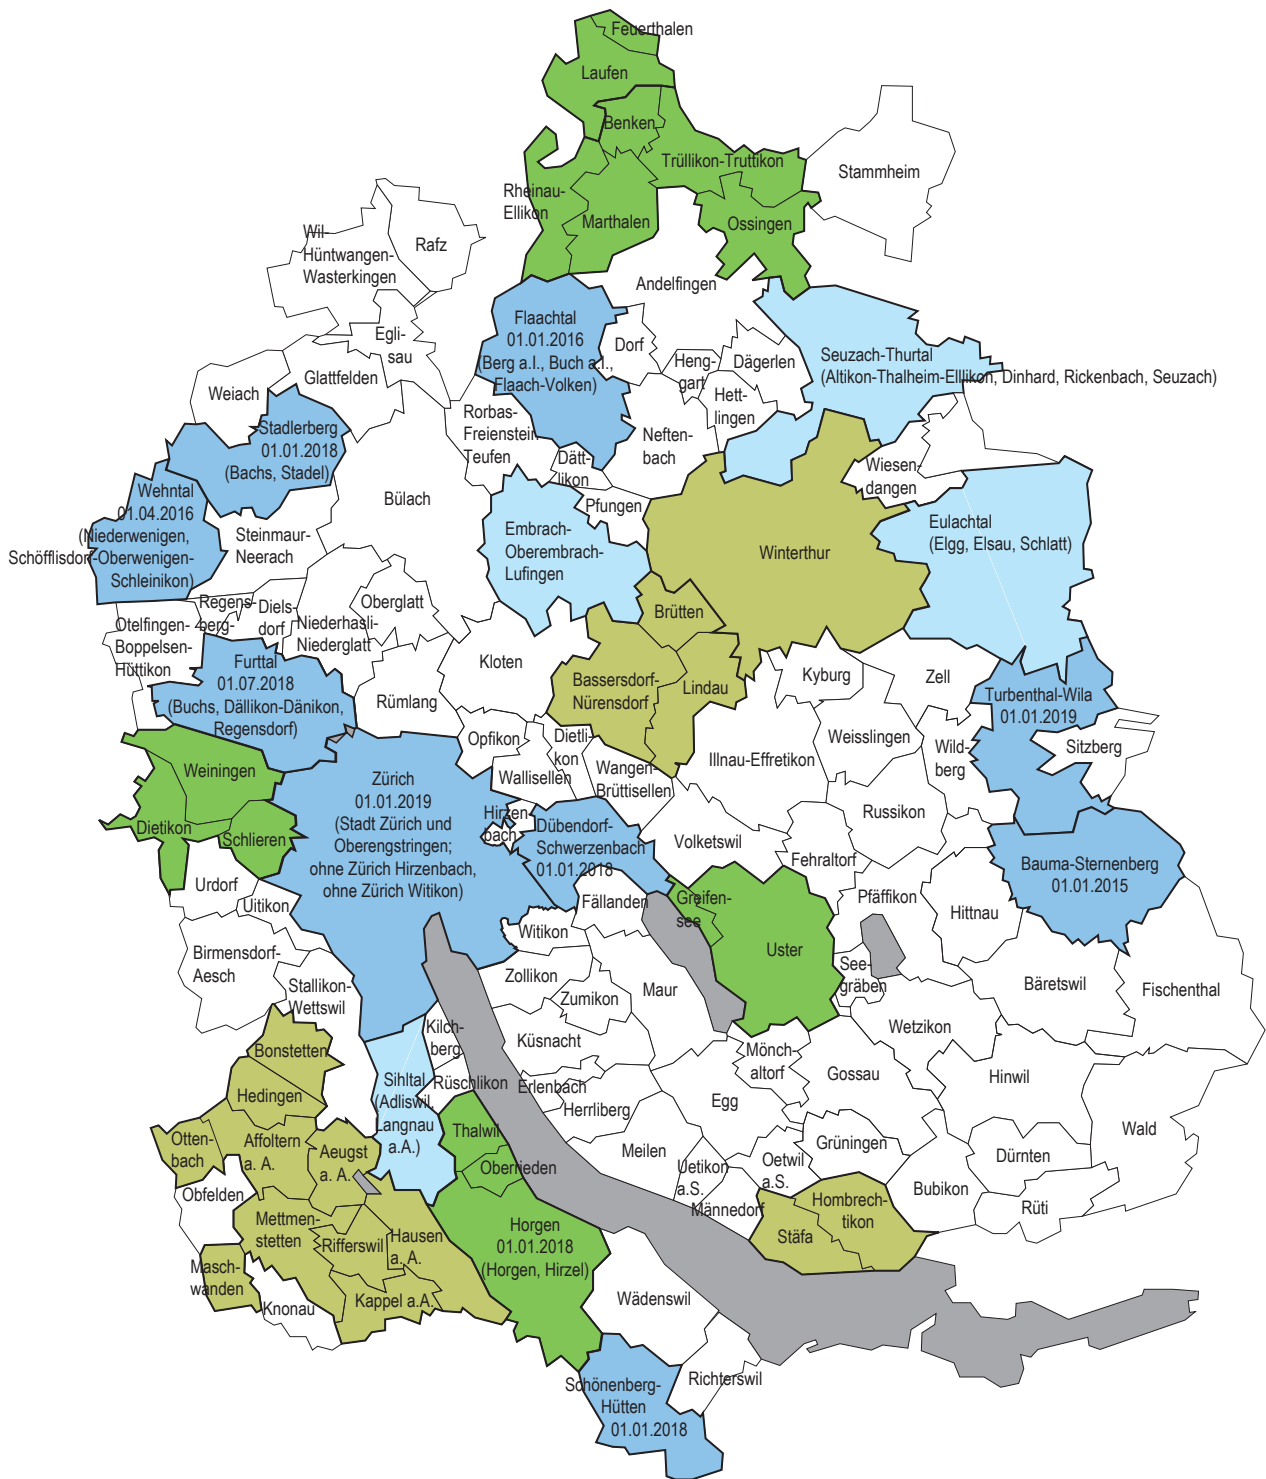 Feuerthalen
Laufen
Benken
Trüllikon-Truttikon
Stammheim
Rheinau-
Ellikon
Marthalen
Ossingen
Wil-
Hüntwangen-
Wasterkingen
Rafz
Andelfingen
Flaachtal
01.01.2016
(Berg a.I., Buch a.I.,
Flaach-Volken)
Egli-
sau
Dorf
Heng-
gart
Dägerlen
Seuzach-Thurtal
(Altikon-Thalheim-Ellikon, Dinhard, Rickenbach, Seuzach)
Glattfelden
Weiach
Hett-
lingen
Rorbas-
Freienstein-
Teufen
Stadlerberg
01.01.2018
(Bachs, Stadel)
Neften-
bach
Dätt-
likon
Wiesen-
dangen
Wehntal
01.04.2016
(Niederwenigen,
Schöfflisdorf-Oberwenigen-
Schleinikon)
Bülach
Pfungen
Steinmaur-
Neerach
Embrach-
Oberembrach-
Lufingen
Winterthur
Eulachtal
(Elgg, Elsau, Schlatt)
Regens-
berg-
Diels-
dorf
Oberglatt
Niederhasli-
Niederglatt
Brütten
Otelfingen-
Boppelsen-
Hüttikon
Furttal
01.07.2018
(Buchs, Dällikon-Dänikon,
Regensdorf)
Kloten
Bassersdorf-
Nürensdorf
Lindau
Kyburg
Zell
Rümlang
Turbenthal-Wila
01.01.2019
Opfikon
Dietli-
kon
Wallisellen
Wangen-
Brüttisellen
Illnau-Effretikon
Weisslingen
Wild-
berg
Sitzberg
Weiningen
Zürich
01.01.2019
(Stadt Zürich und
Oberengstringen;
ohne Zürich Hirzenbach,
ohne Zürich Witikon)
Hirzen-
bach
Dübendorf-
Schwerzenbach
01.01.2018
Russikon
Dietikon
Schlieren
Volketswil
Fehraltorf
Bauma-Sternenberg
01.01.2015
Urdorf
Uitikon
Fällanden
Greifen-
see
Pfäffikon
Hittnau
Witikon
Uster
Birmensdorf-
Aesch
Stallikon-
Wettswil
Zollikon
Zumikon
Maur
See-
gräben
Bäretswil
Fischenthal
Kilch-
berg
Küsnacht
Wetzikon
Bonstetten
Mönch-
altorf
Sihltal
(Adliswil,
Langnau
a.A.)
Rüschlikon
Erlenbach
Herrliberg
Egg
Gossau
Hinwil
Hedingen
Wald
Otten-
bach
Affoltern
a. A.
Aeugst
a. A.
Thalwil
Oberrieden
Meilen
Uetikon
a.S.
Oetwil
a.S.
Grüningen
Dürnten
Obfelden
Männedorf
Hombrech-
tikon
Bubikon
Rüti
Mettmen-
stetten
Rifferswil
Hausen
a. A.
Horgen
01.01.2018
(Horgen, Hirzel)
Stäfa
Masch-
wanden
Knonau
Kappel a.A.
Wädenswil
Richterswil
Schönenberg-
Hütten
01.01.2018